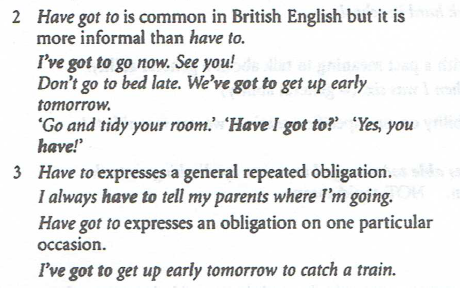 2 Have got to is common in British English but it is
more informal than have to.
I've got to go now. See you!
Don't go to bed late. We've got to get up early
tomorrow.
'Go and tidy your room.' 'Have I got to?' 'Yes, you
have!'
3 Have to expresses a general repeated obligation.
I always have to tell my parents where I'm going.
Have got to expresses an obligation on one particular
occasion.
I've got to get up early tomorrow to catch a train.